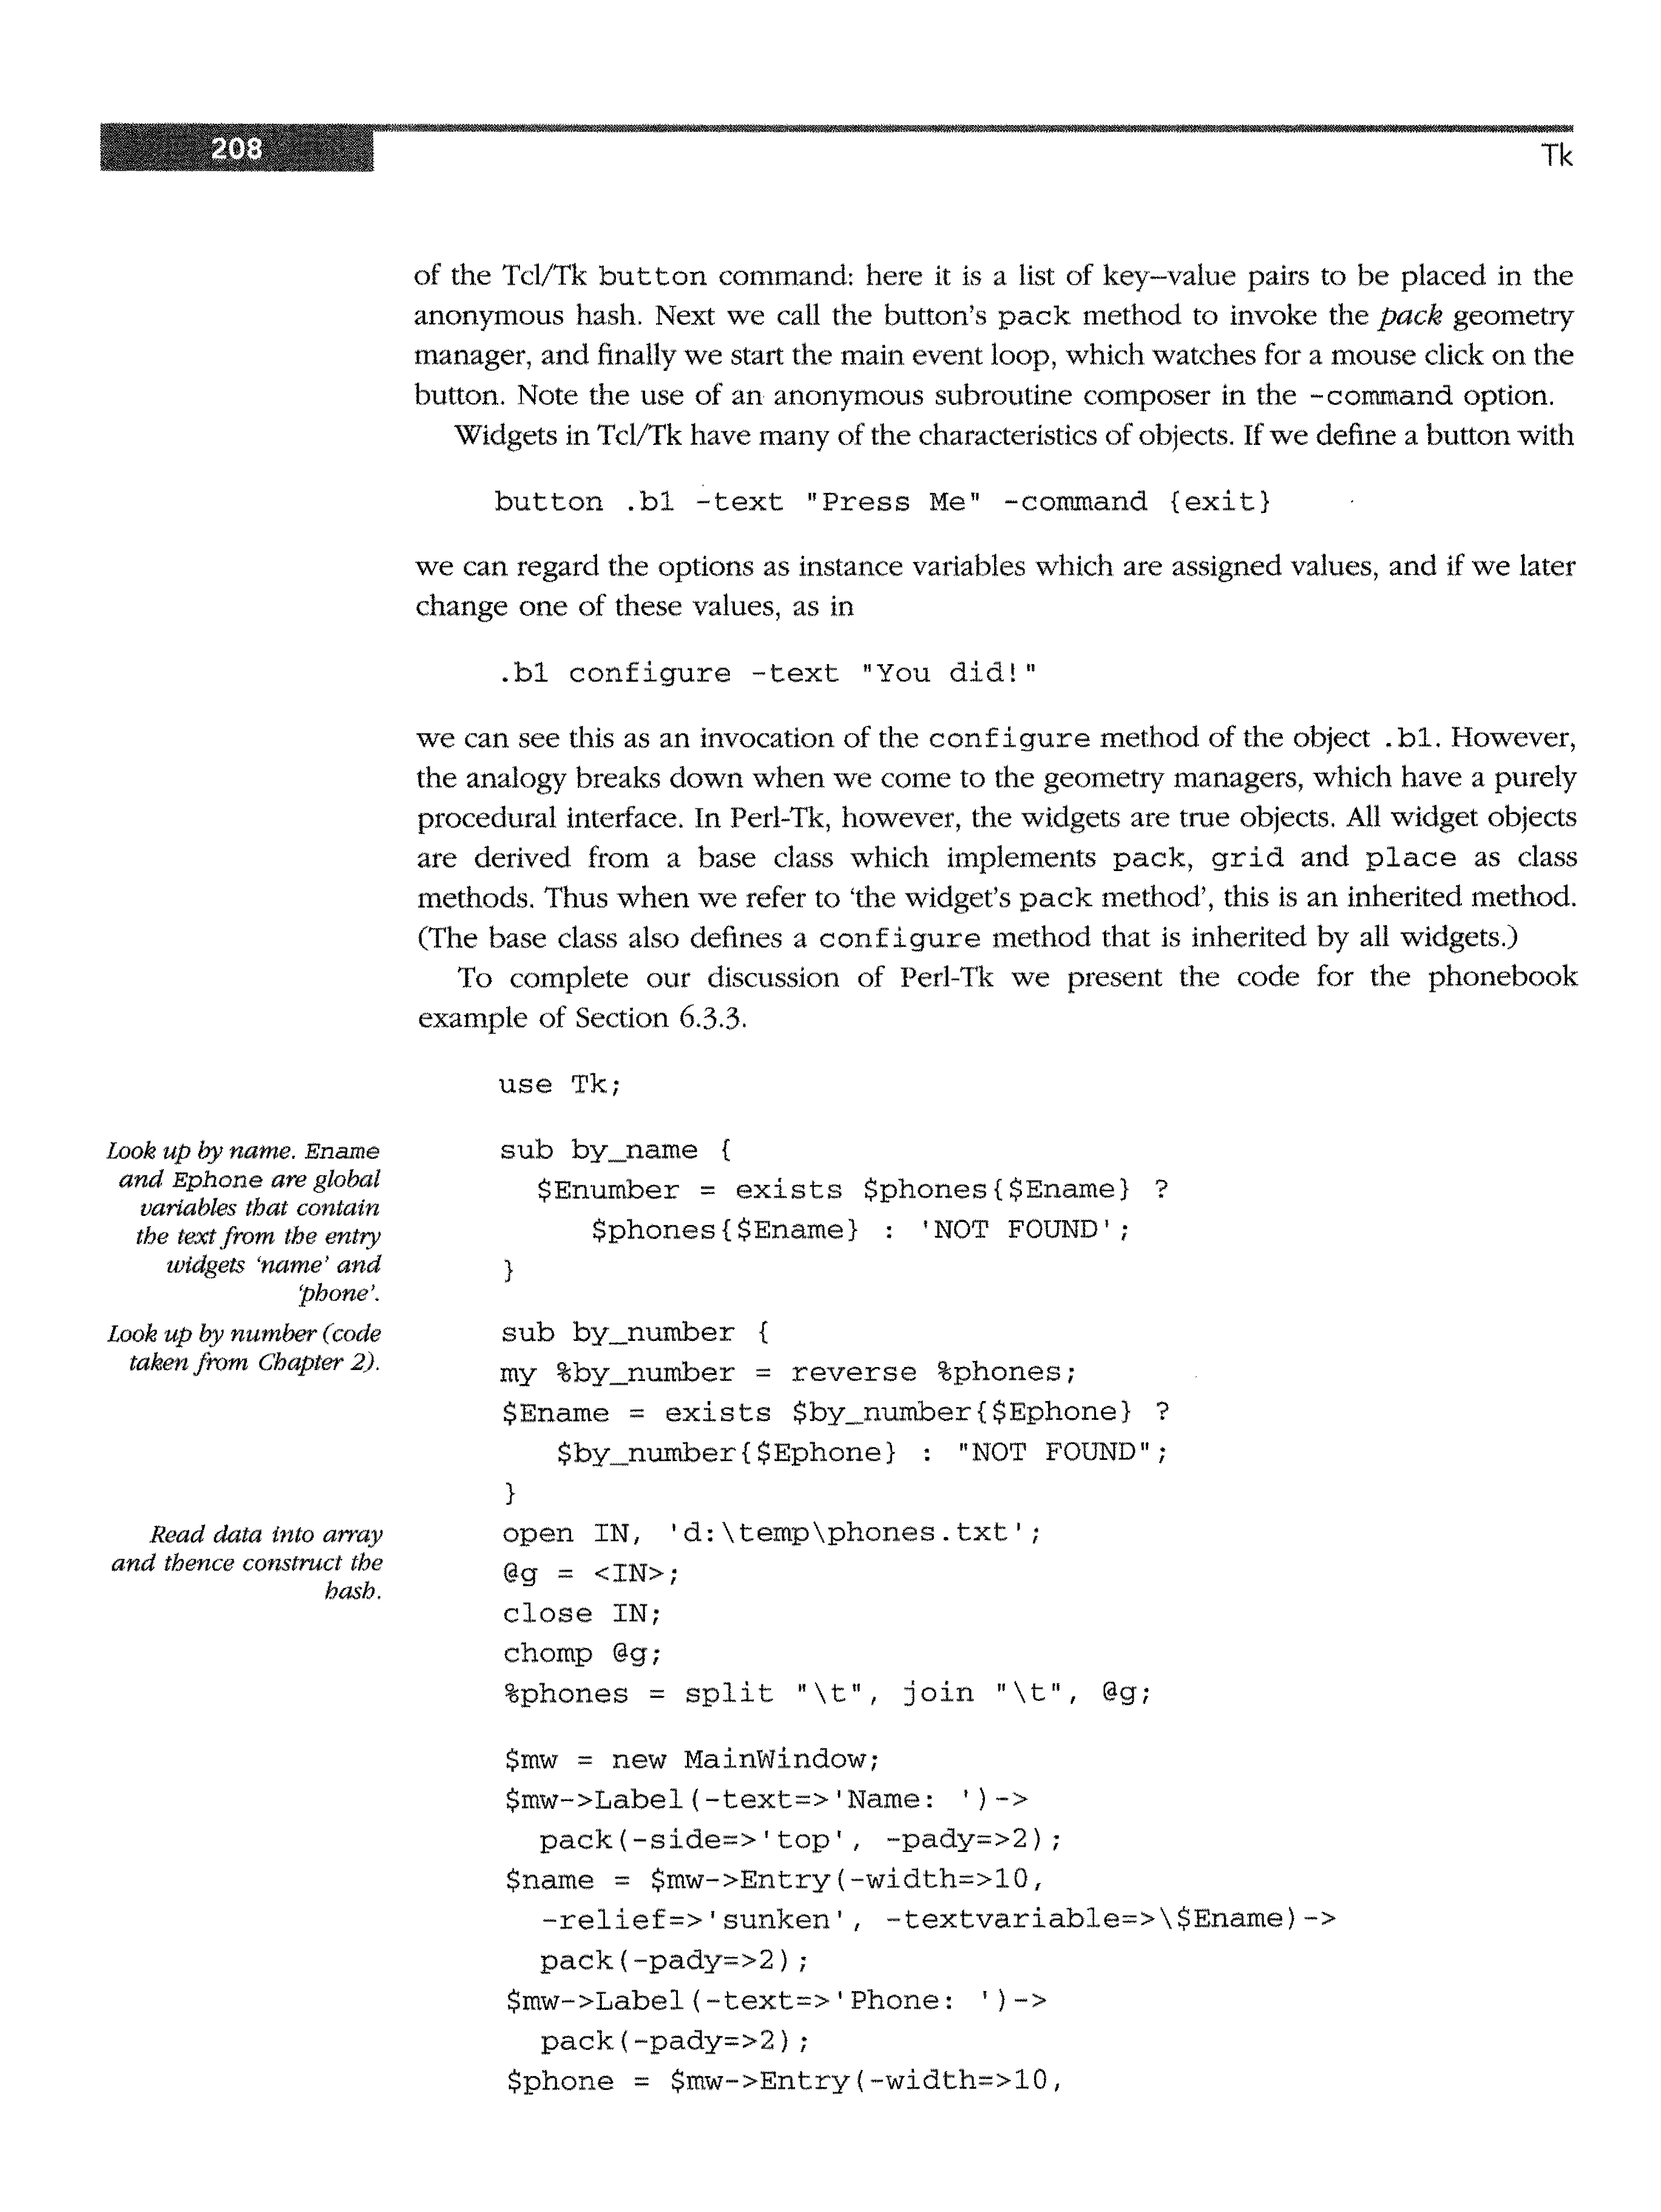 208
Tk
of the Tcl/Tk button command: here it is a list of key–value pairs to be placed in the
anonymous hash. Next we call the button's pack method to invoke the pack geometry
manager, and finally we start the main event loop, which watches for a mouse click on the
button. Note the use of an anonymous subroutine composer in the -command option.
Widgets in Tcl/Tk have many of the characteristics of objects. If we define a button with
button .b1 -text "Press Me" -command {exit}
we can regard the options as instance variables which are assigned values, and if we later
change one of these values, as in
.b1 configure -text "You did!"
we can see this as an invocation of the configure method of the object .b1. However,
the analogy breaks down when we come to the geometry managers, which have a purely
procedural interface. In Perl-Tk, however, the widgets are true objects. All widget objects
are derived from a base class which implements pack, grid and place as class
methods. Thus when we refer to 'the widget's pack method', this is an inherited method.
(The base class also defines a configure method that is inherited by all widgets.)
To complete our discussion of Perl-Tk we present the code for the phonebook
example of Section 6.3.3.
use Tk;
Look up by name. Ename
and Ephone are global
variables that contain
the text from the entry
widgets 'name' and
'phone'.
sub by_name {
$Enumber = exists $phones{$Ename} ?
$phones{$Ename} : 'NOT FOUND';
}
Look up by number (code
taken from Chapter 2).
sub by_number {
my %by_number = reverse %phones;
$Ename = exists $by_number{$Ephone} ?
$by_number{$Ephone} : "NOT FOUND";
}
Read data into array
and thence construct the
hash.
open IN, 'd:\temp\phones.txt';
@g = <IN>;
close IN;
chomp @g;
%phones = split "\t", join "\t", @g;
$mw = new MainWindow;
$mw->Label(-text=>'Name: ')->
pack(-side=>'top', -pady=>2);
$name = $mw->Entry(-width=>10,
-relief=>'sunken', -textvariable=>\$Ename)->
pack(-pady=>2);
$mw->Label(-text=>'Phone: ')->
pack(-pady=>2);
$phone = $mw->Entry(-width=>10,